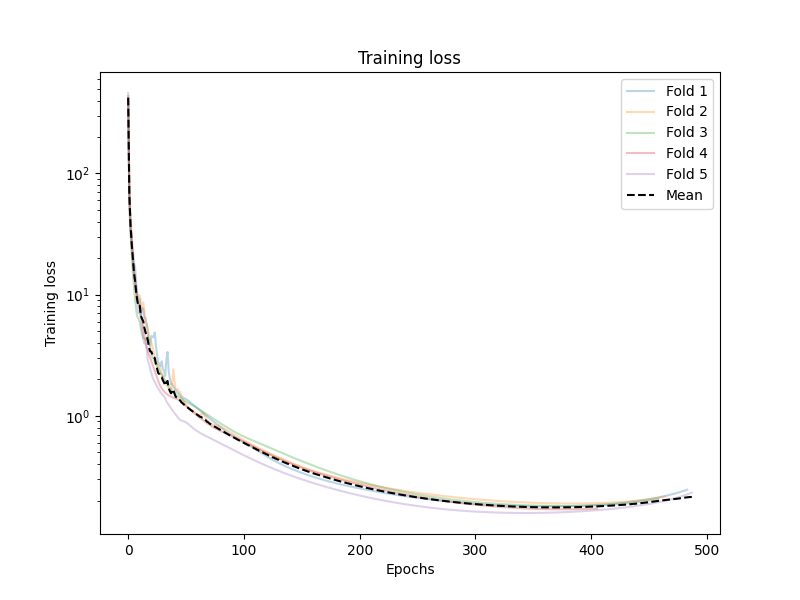 Training loss
Training loss
10²
10¹
10⁰
0
100
200
300
400
500
Epochs
Fold 1
Fold 2
Fold 3
Fold 4
Fold 5
Mean